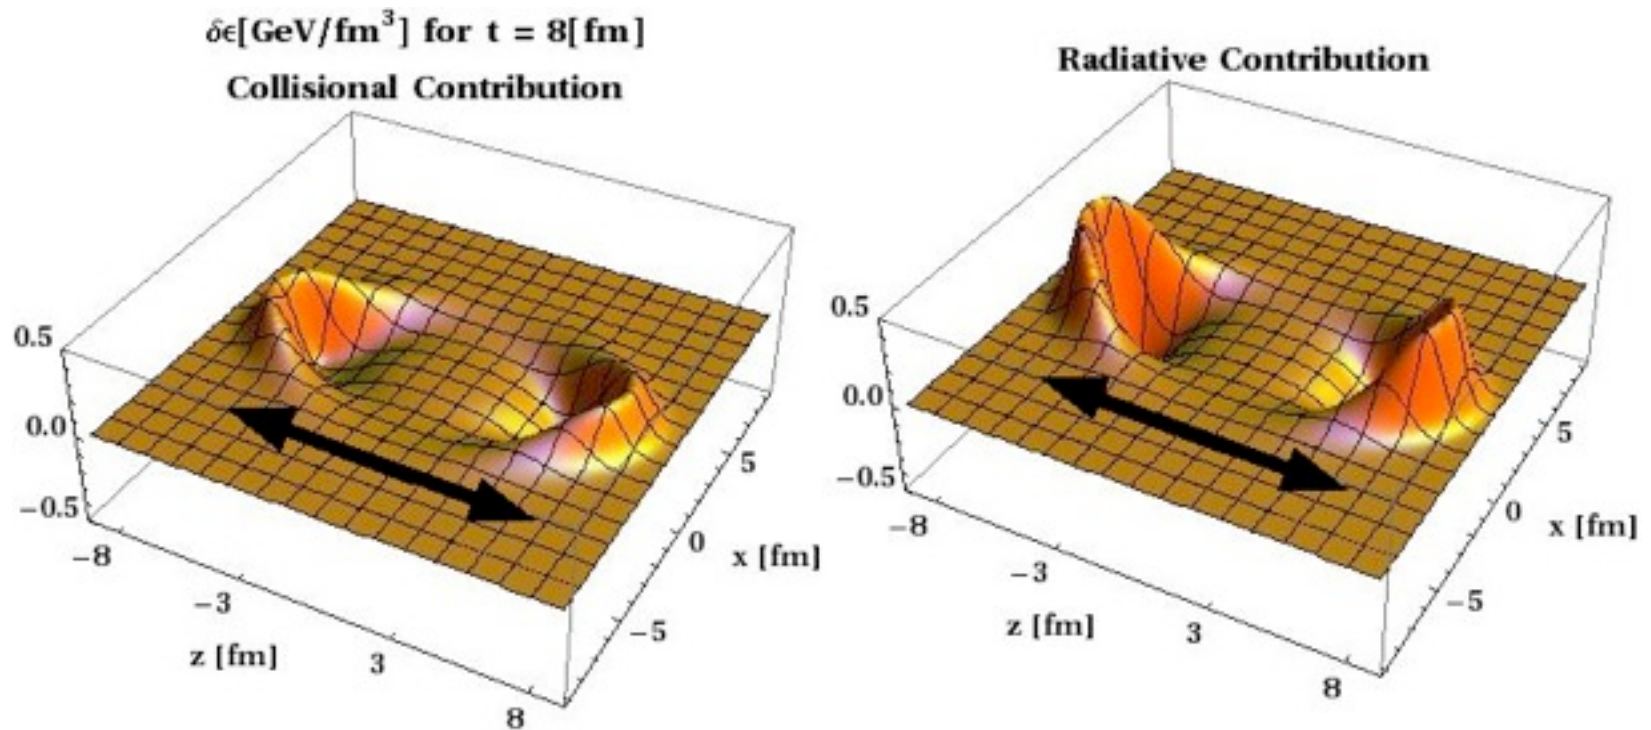 δϵ[GeV/fm³] for t = 8[fm]
Collisional Contribution
0.5
0.0
−0.5
−8
−3
3
8
z [fm]
5
0
−5
x [fm]
Radiative Contribution
0.5
0.0
−0.5
−8
−3
3
8
z [fm]
5
0
−5
x [fm]